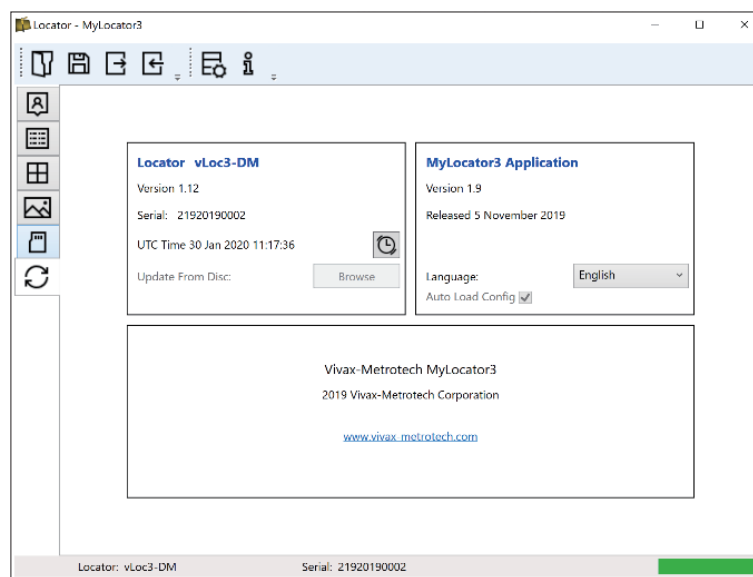 Locator - MyLocator3
Locator vLoc3-DM
Version 1.12
Serial: 21920190002
UTC Time 30 Jan 2020 11:17:36
Update From Disc:
Browse
MyLocator3 Application
Version 1.9
Released 5 November 2019
Language:
English
Auto Load Config
Vivax-Metrotech MyLocator3
2019 Vivax-Metrotech Corporation
www.vivax-metrotech.com
Locator: vLoc3-DM
Serial: 21920190002